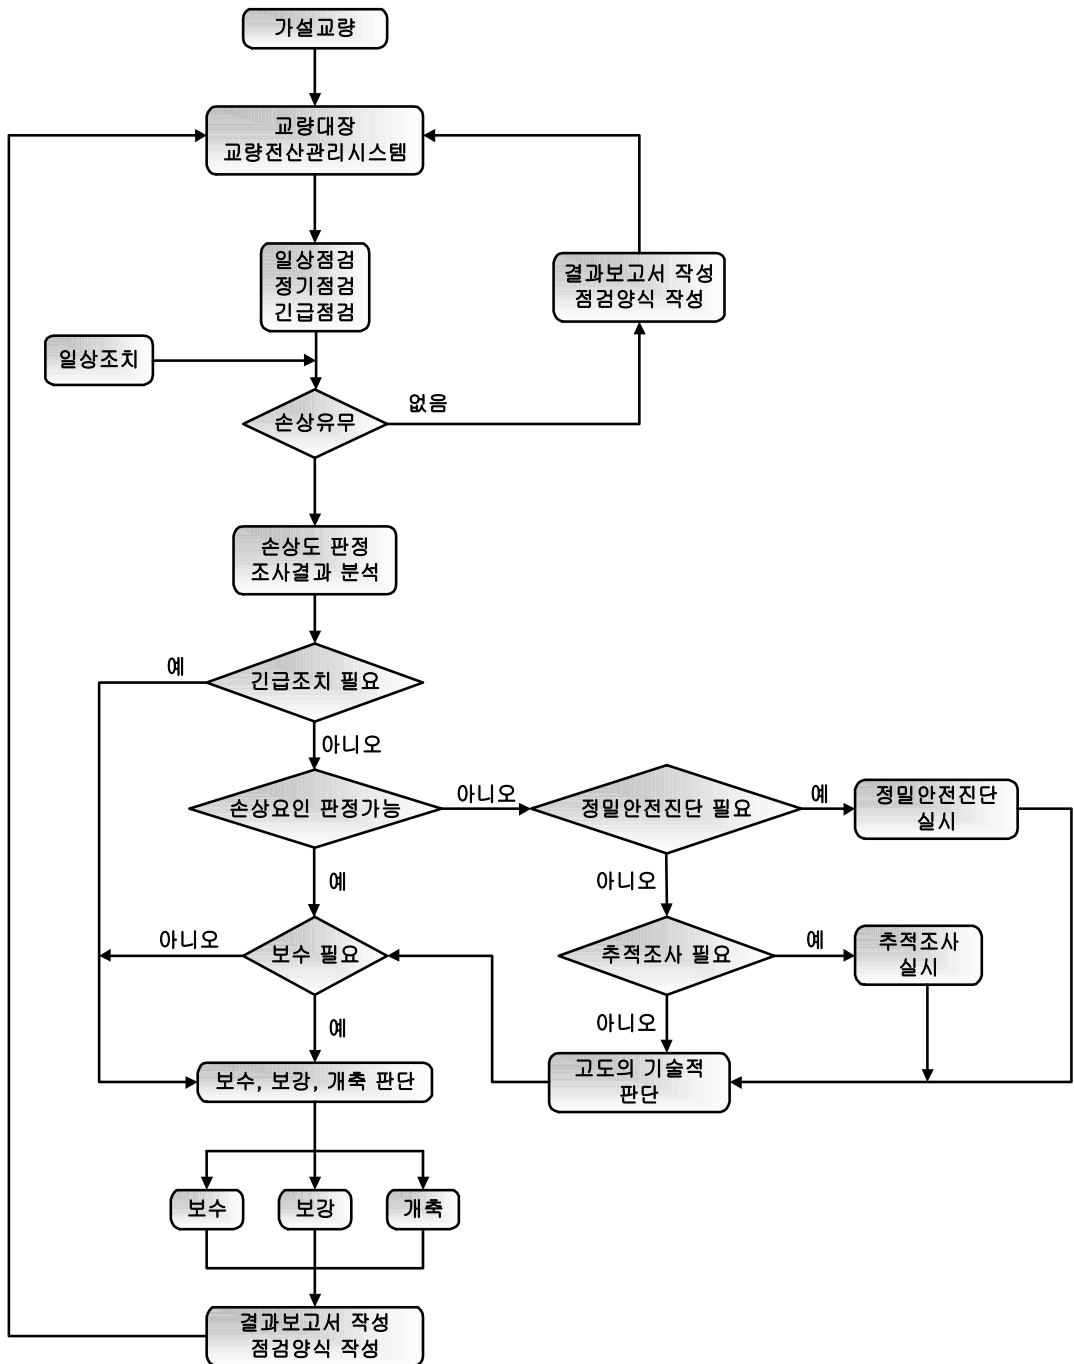 가설교량
교량대장
교량전산관리시스템
일상점검
정기점검
긴급점검
결과보고서 작성
점검양식 작성
일상조치
손상유무
없음
손상도 판정
조사결과 분석
예
긴급조치 필요
아니오
손상요인 판정가능
아니오
정밀안전진단 필요
예
정밀안전진단
실시
예
아니오
아니오
보수 필요
추적조사 필요
예
추적조사
실시
예
아니오
보수, 보강, 개축 판단
고도의 기술적
판단
보수
보강
개축
결과보고서 작성
점검양식 작성